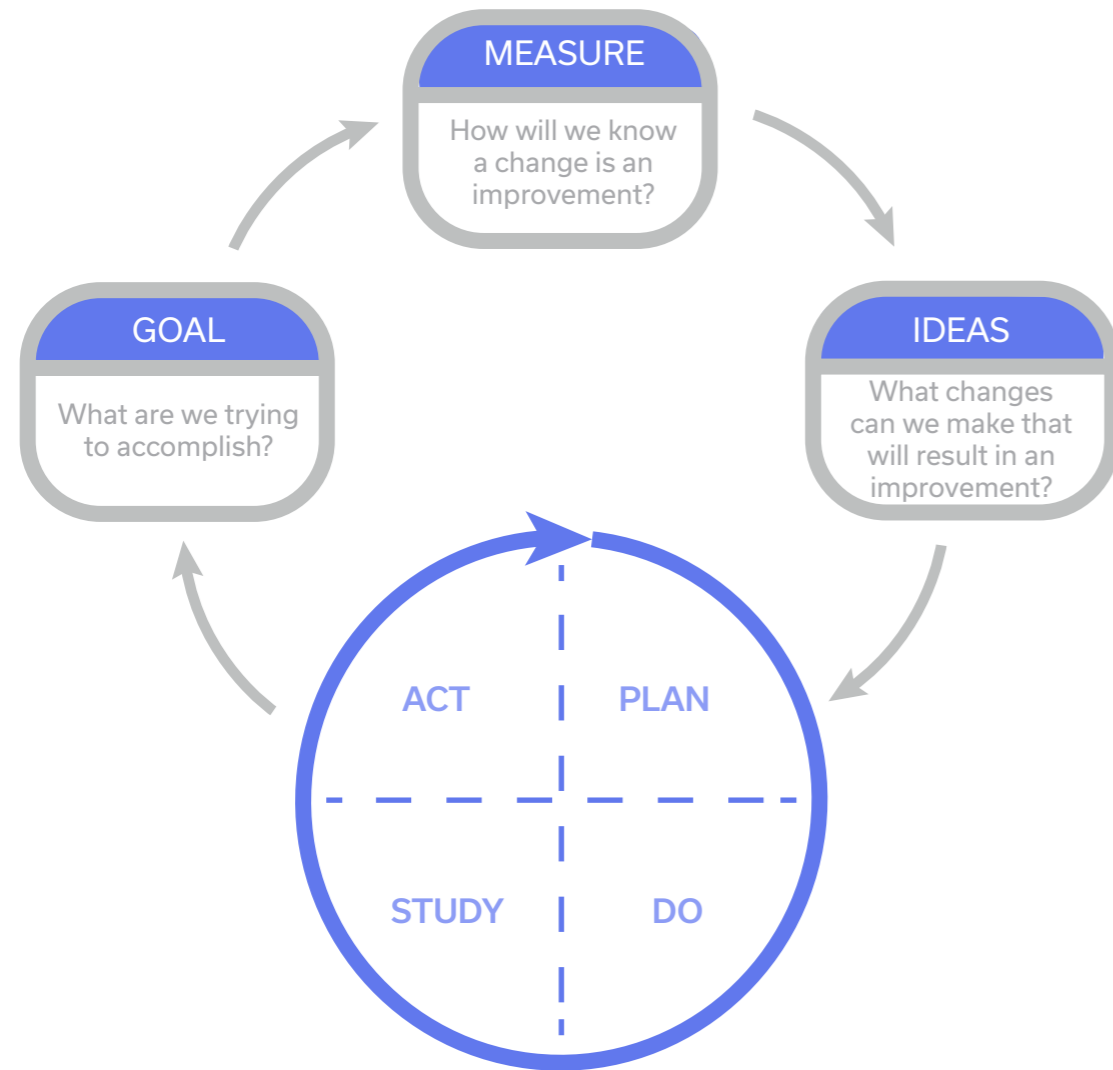 MEASURE
How will we know
a change is an
improvement?
GOAL
What are we trying
to accomplish?
IDEAS
What changes
can we make that
will result in an
improvement?
ACT
PLAN
STUDY
DO